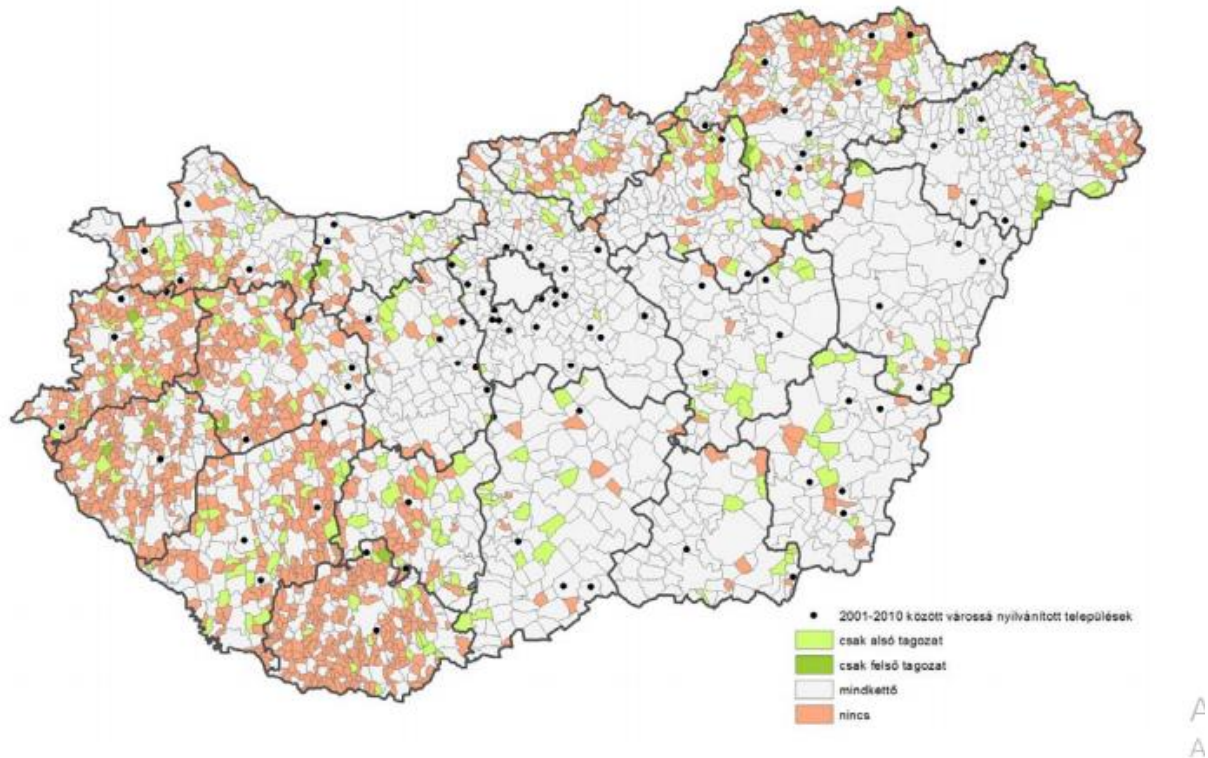 2001-2010 között várossá nyilvánított települések
csak alsó tagozat
csak felső tagozat
mindkettő
nincs
A
A